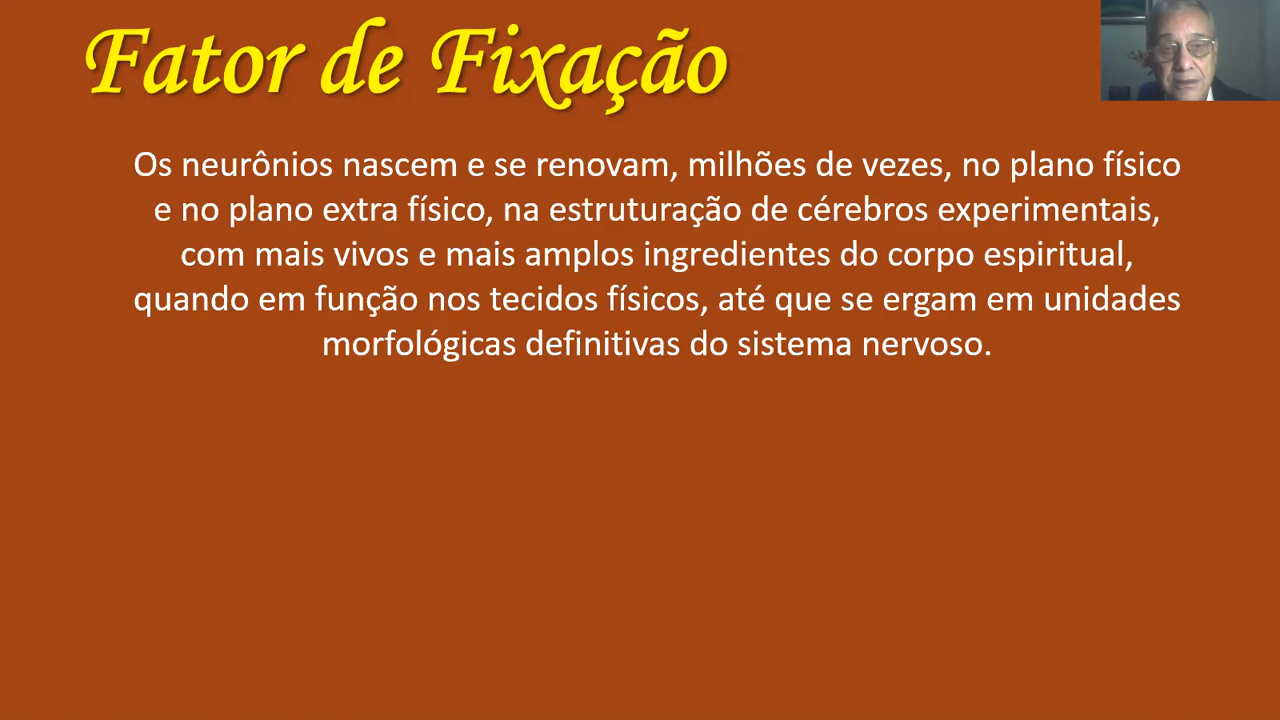 Fator de Fixação
Os neurônios nascem e se renovam, milhões de vezes, no plano físico
e no plano extra físico, na estruturação de cérebros experimentais,
com mais vivos e mais amplos ingredientes do corpo espiritual,
quando em função nos tecidos físicos, até que se ergam em unidades
morfológicas definitivas do sistema nervoso.